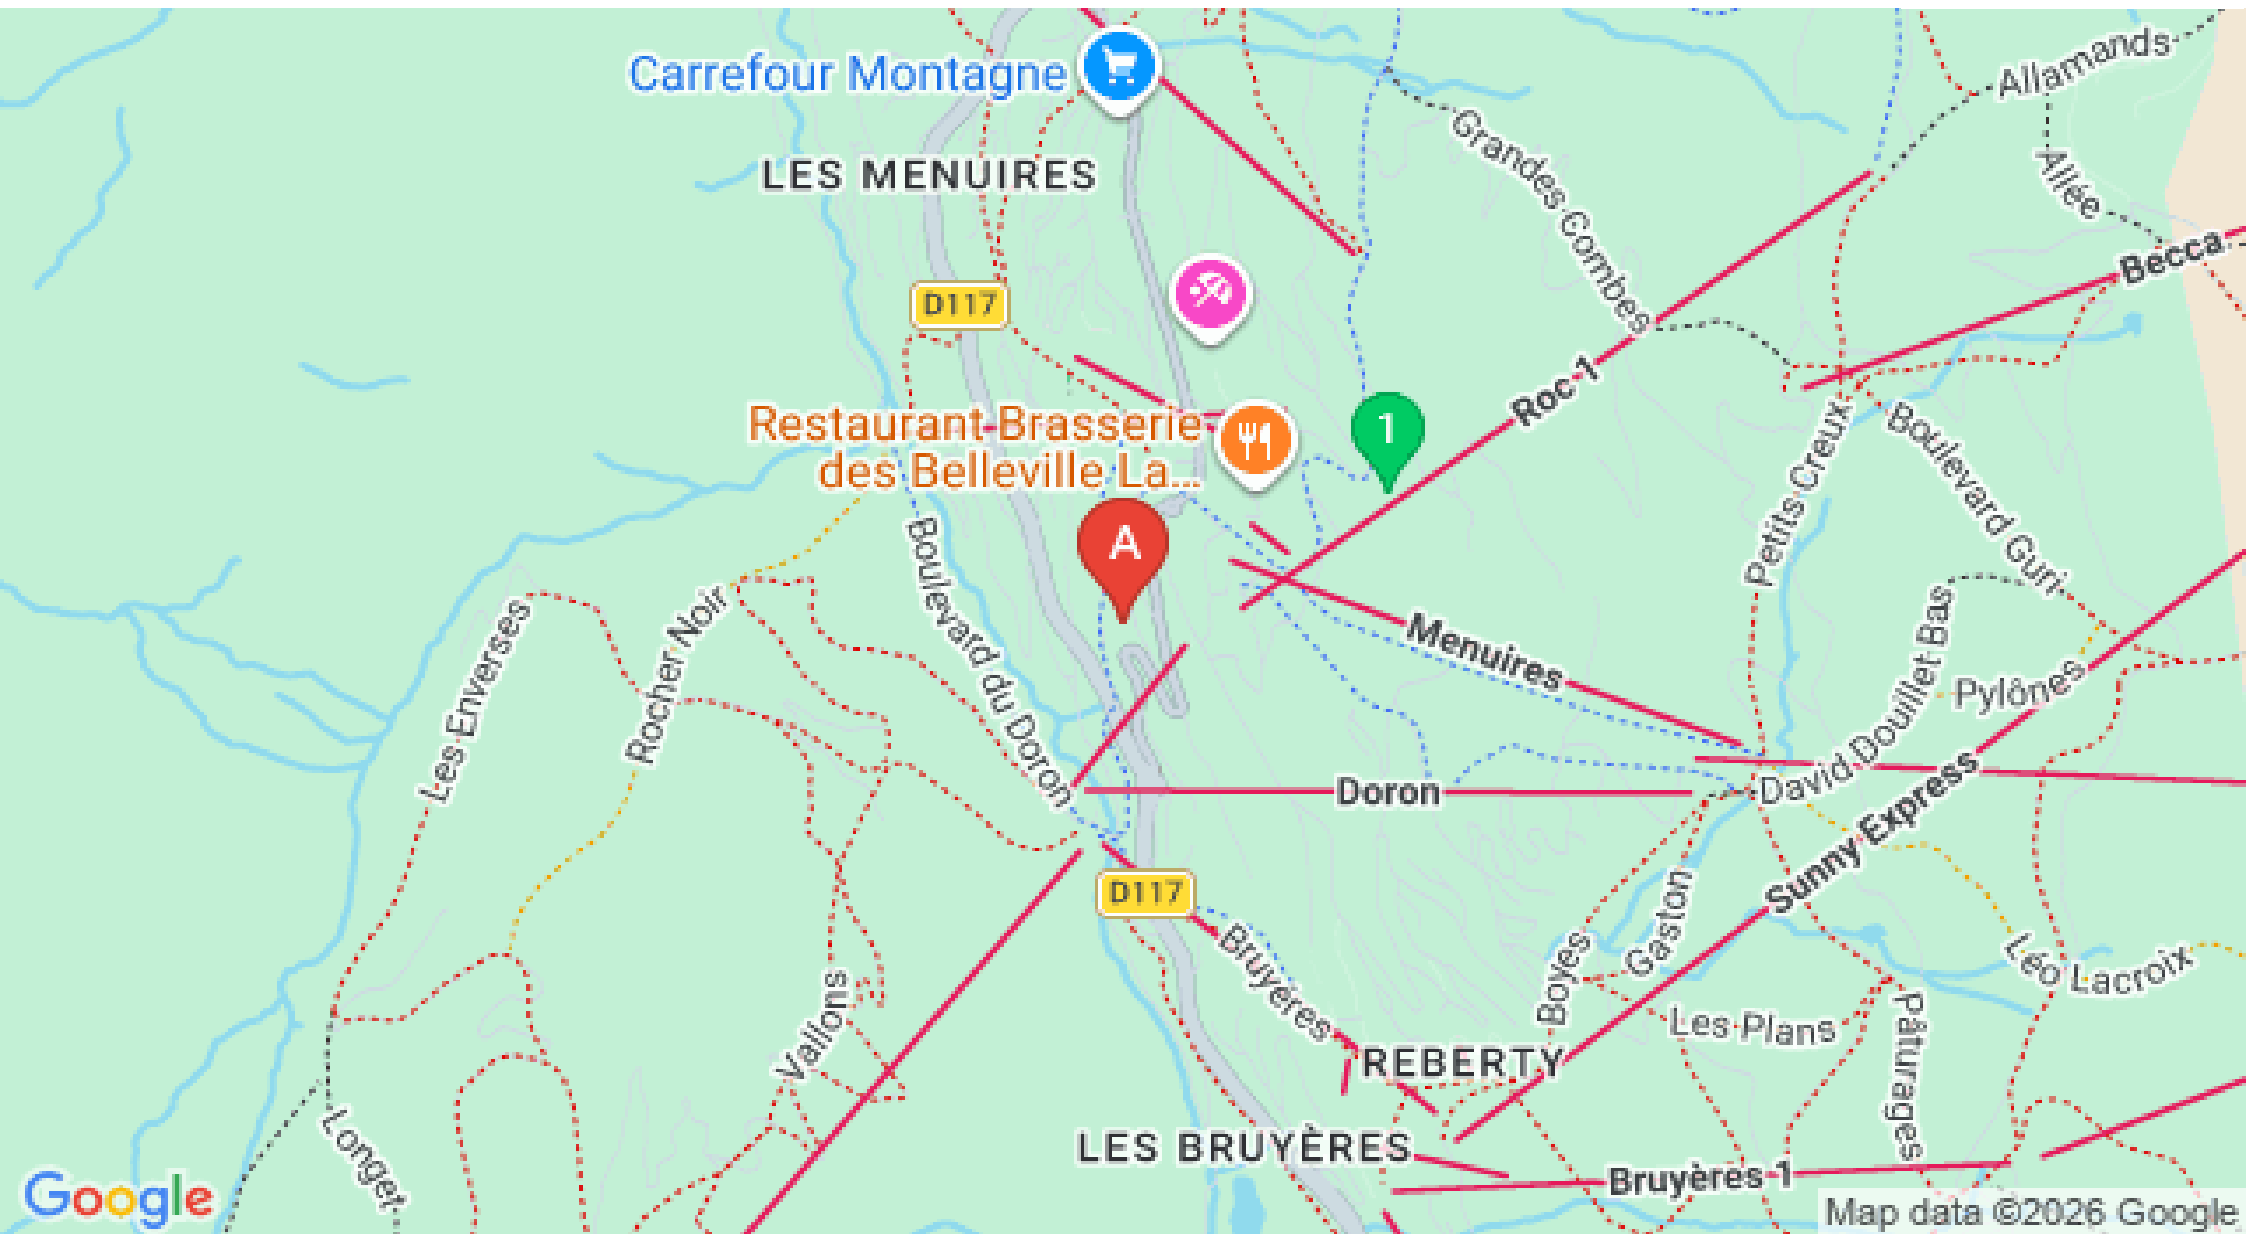 Carrefour Montagne
Allamands
Grandes Combes
Allée
LES MENUIRES
Becca
D117
Roc 1
1
Restaurant Brasserie
des Belleville La...
Petits Creux
Boulevard Guri
A
Boulevard du Doron
Les Enverses
Rocher Noir
Menuires
David Douillet Bas
Pylônes
Doron
Sunny Express
D117
Gaston
Bruyères
Boyes
Léo Lacroix
Vallons
Les Plans
Pâturages
REBERTY
Longet
LES BRUYÈRES
Bruyères 1
Google
Map data ©2026 Google